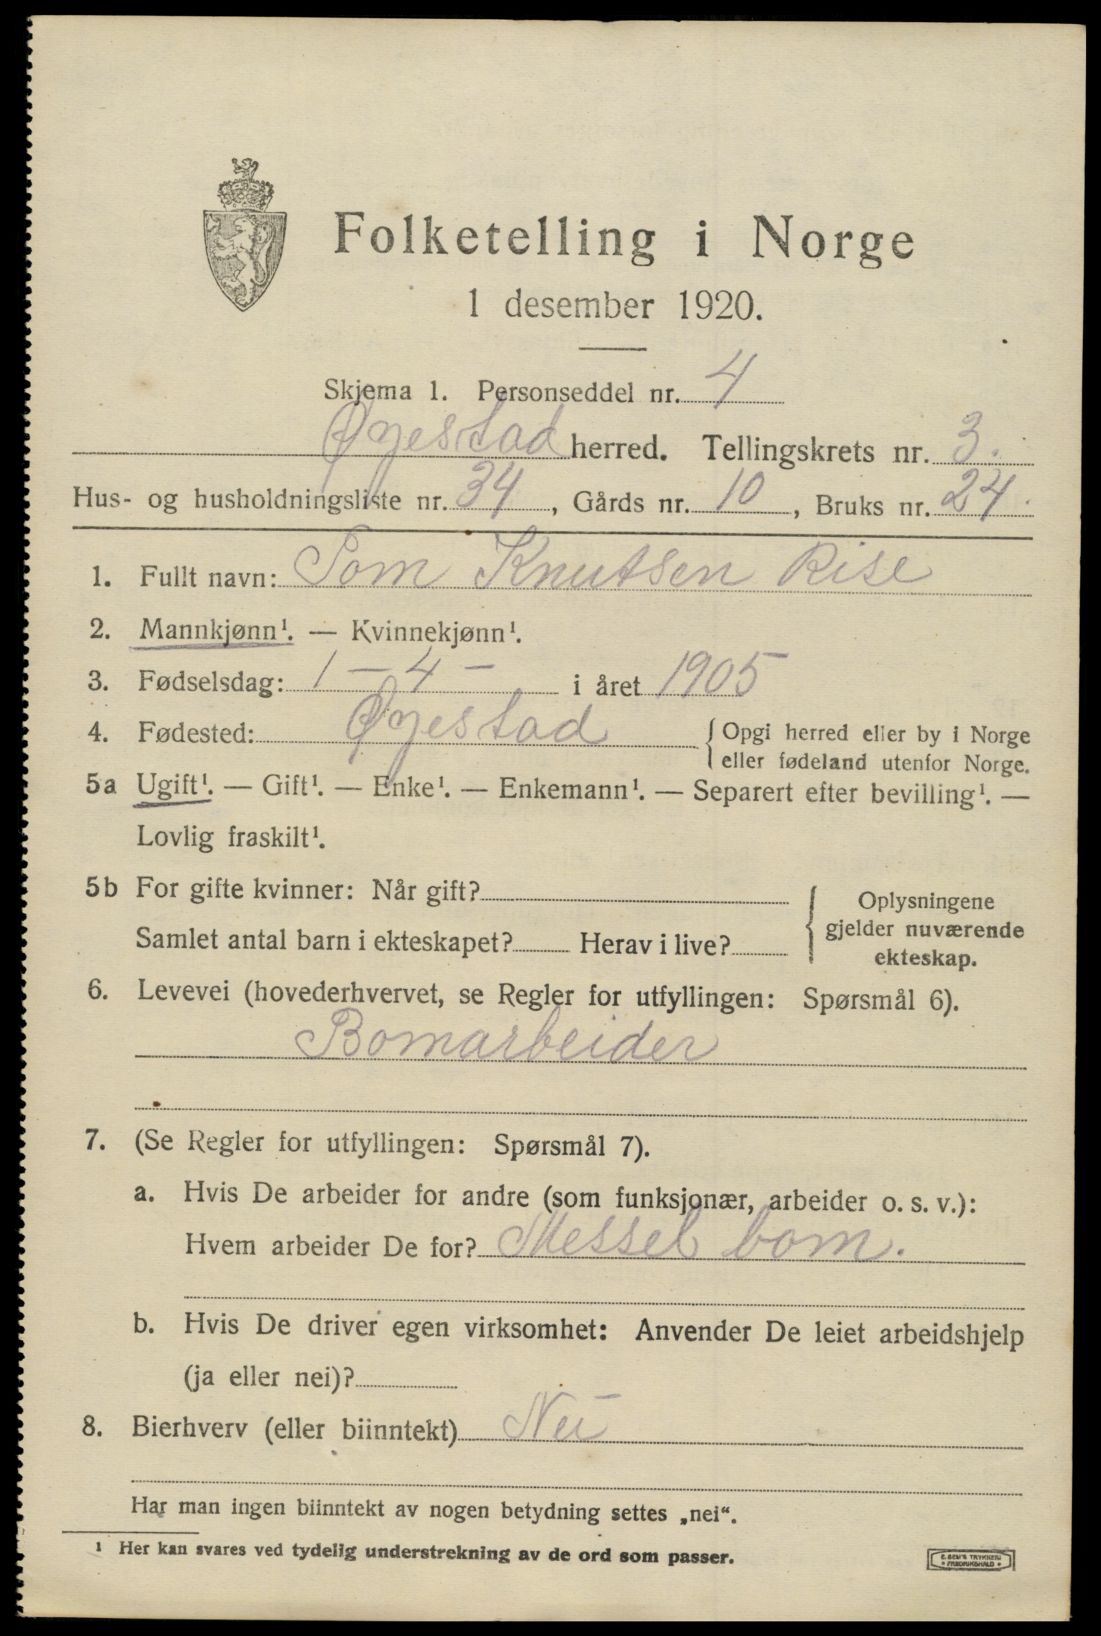 Folketelling i Norge
1 desember 1920.
Skjema 1. Personseddel nr. 4
Øyestad herred. Tellingskrets nr. 3.
Hus- og husholdningsliste nr. 34, Gårds nr. 10, Bruks nr. 24.
1. Fullt navn: Tom Knutsen Rise
2. Mannkjønn¹. — Kvinnekjønn¹.
3. Fødselsdag: 1 – 4 – i året 1905
4. Fødested: Øyestad { Opgi herred eller by i Norge
eller fødeland utenfor Norge.
5a Ugift¹. — Gift¹. — Enke¹. — Enkemann¹. — Separert efter bevilling¹. —
Lovlig fraskilt¹.
5b For gifte kvinner: Når gift?
Samlet antal barn i ekteskapet? Herav i live?
{ Oplysningene
gjelder nuværende
ekteskap.
6. Levevei (hovederhvervet, se Regler for utfyllingen: Spørsmål 6).
Bomarbeider
7. (Se Regler for utfyllingen: Spørsmål 7).
a. Hvis De arbeider for andre (som funksjonær, arbeider o. s. v.):
Hvem arbeider De for? Messel bom.
b. Hvis De driver egen virksomhet: Anvender De leiet arbeidshjelp
(ja eller nei)?
8. Bierhverv (eller biinntekt) Nei
Har man ingen biinntekt av nogen betydning settes „nei“.
¹ Her kan svares ved tydelig understrekning av de ord som passer.
E. SEM'S TRYKKERI
FREDRIKSHALD